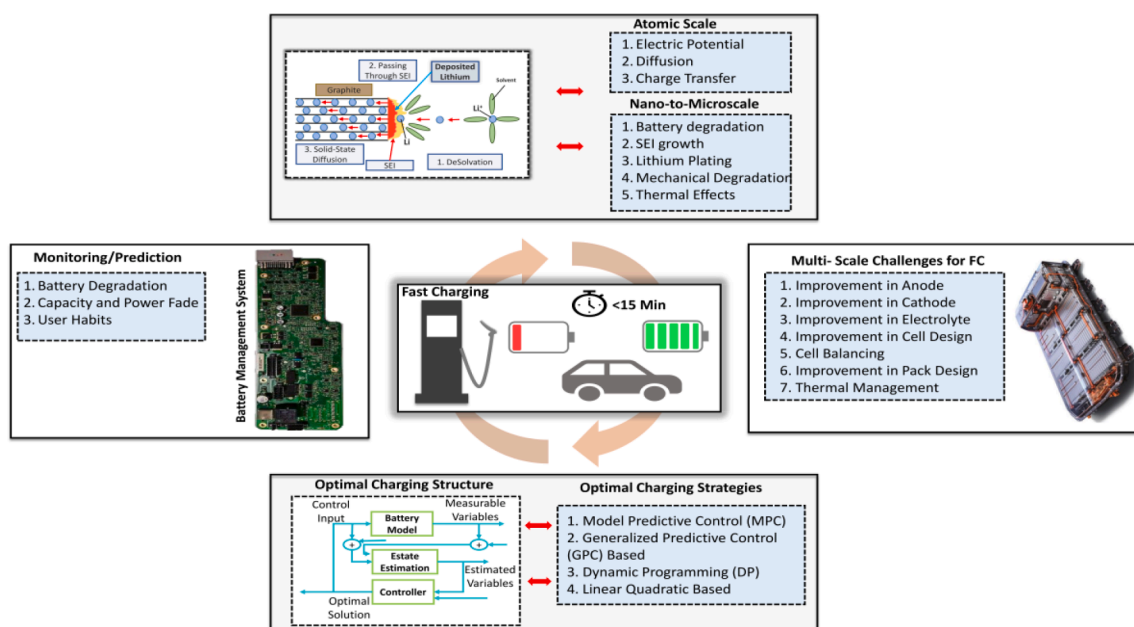 Atomic Scale
1. Electric Potential
2. Diffusion
3. Charge Transfer
Nano-to-Microscale
1. Battery degradation
2. SEI growth
3. Lithium Plating
4. Mechanical Degradation
5. Thermal Effects
2. Passing
Through SEI
Deposited
Lithium
Solvent
Graphite
Li⁺
Li
3. Solid-State
Diffusion
SEI
1. DeSolvation
Monitoring/Prediction
1. Battery Degradation
2. Capacity and Power Fade
3. User Habits
Battery Management System
Fast Charging
<15 Min
Multi- Scale Challenges for FC
1. Improvement in Anode
2. Improvement in Cathode
3. Improvement in Electrolyte
4. Improvement in Cell Design
5. Cell Balancing
6. Improvement in Pack Design
7. Thermal Management
Optimal Charging Structure
Control
Input
Battery
Model
Measurable
Variables
+
+
Estate
Estimation
Estimated
Variables
Controller
Optimal
Solution
Optimal Charging Strategies
1. Model Predictive Control (MPC)
2. Generalized Predictive Control
(GPC) Based
3. Dynamic Programming (DP)
4. Linear Quadratic Based